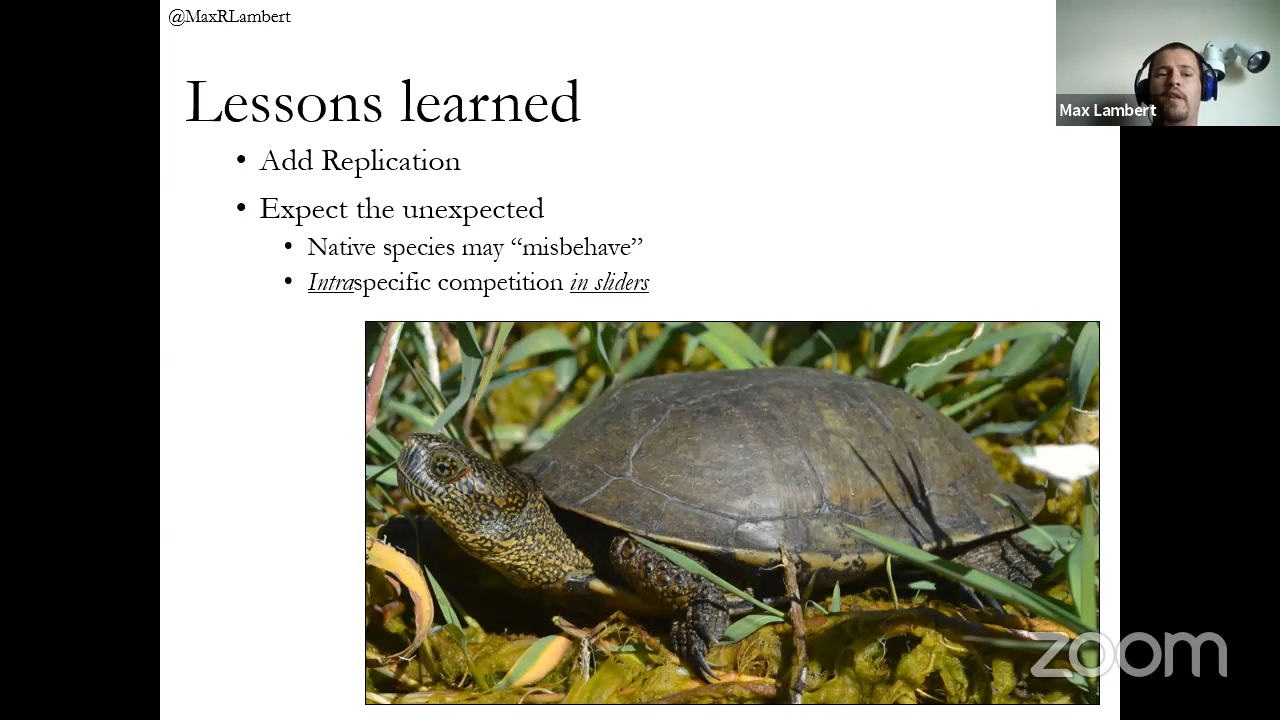 @MaxRLambert
Lessons learned
• Add Replication
• Expect the unexpected
• Native species may “misbehave”
• Intraspecific competition in sliders
Max Lambert
zoom